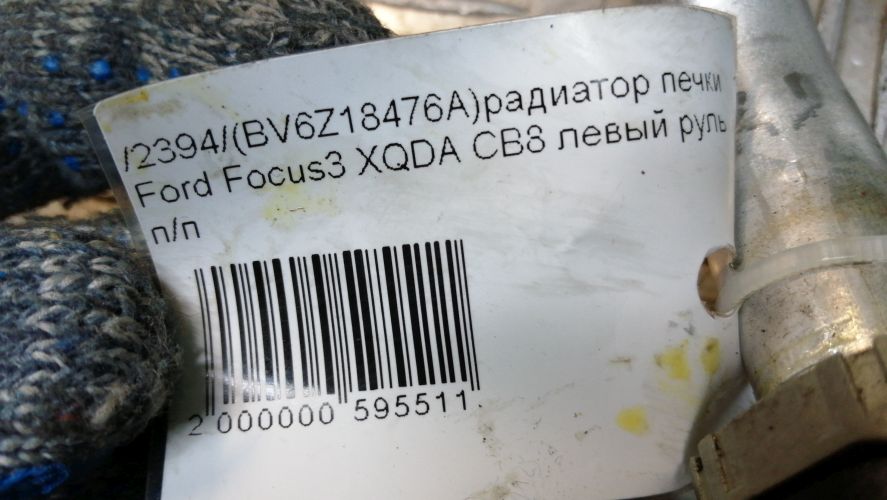 /2394/(BV6Z18476A)радиатор печки
Ford Focus3 XQDA CB8 левый руль
п/п
2 000000 595511